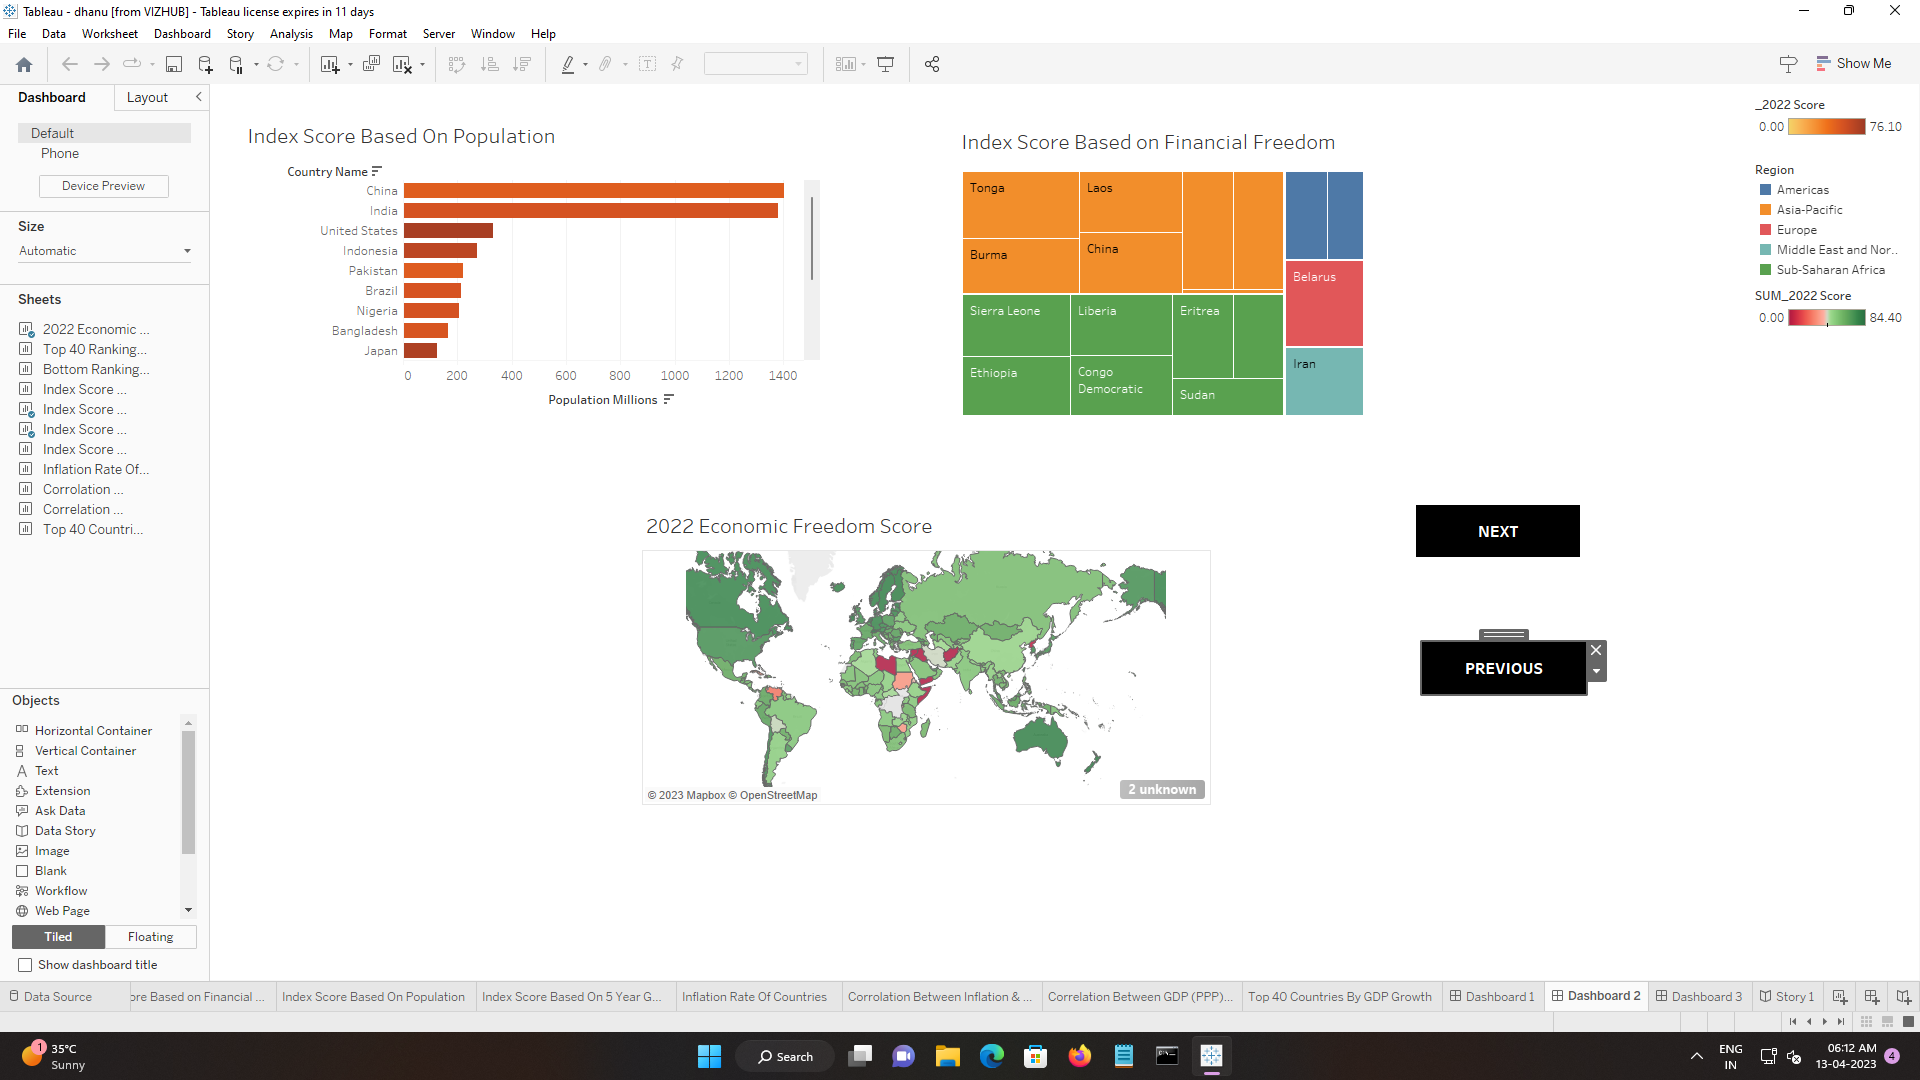 Tableau - dhanu [from VIZHUB] - Tableau license expires in 11 days
File Data Worksheet Dashboard Story Analysis Map Format Server Window Help
Show Me
Dashboard Layout
Default
Phone
Device Preview
Size
Automatic
Sheets
2022 Economic ...
Top 40 Ranking...
Bottom Ranking...
Index Score ...
Index Score ...
Index Score ...
Index Score ...
Inflation Rate Of...
Corrolation ...
Correlation ...
Top 40 Countri...
Objects
Horizontal Container
Vertical Container
Text
Extension
Ask Data
Data Story
Image
Blank
Workflow
Web Page
Tiled Floating
Show dashboard title
Index Score Based On Population
Country Name
China
India
United States
Indonesia
Pakistan
Brazil
Nigeria
Bangladesh
Japan
0 200 400 600 800 1000 1200 1400
Population Millions
Index Score Based on Financial Freedom
Tonga
Laos
Burma
China
Belarus
Sierra Leone
Liberia
Eritrea
Iran
Ethiopia
Congo
Democratic
Sudan
_2022 Score
0.00 76.10
Region
Americas
Asia-Pacific
Europe
Middle East and Nor..
Sub-Saharan Africa
SUM_2022 Score
0.00 84.40
2022 Economic Freedom Score
© 2023 Mapbox © OpenStreetMap
2 unknown
NEXT
PREVIOUS
Data Source
ore Based on Financial ...
Index Score Based On Population
Index Score Based On 5 Year G...
Inflation Rate Of Countries
Corrolation Between Inflation & ...
Correlation Between GDP (PPP)...
Top 40 Countries By GDP Growth
Dashboard 1
Dashboard 2
Dashboard 3
Story 1
1
35°C
Sunny
Search
ENG
IN
06:12 AM
13-04-2023
4